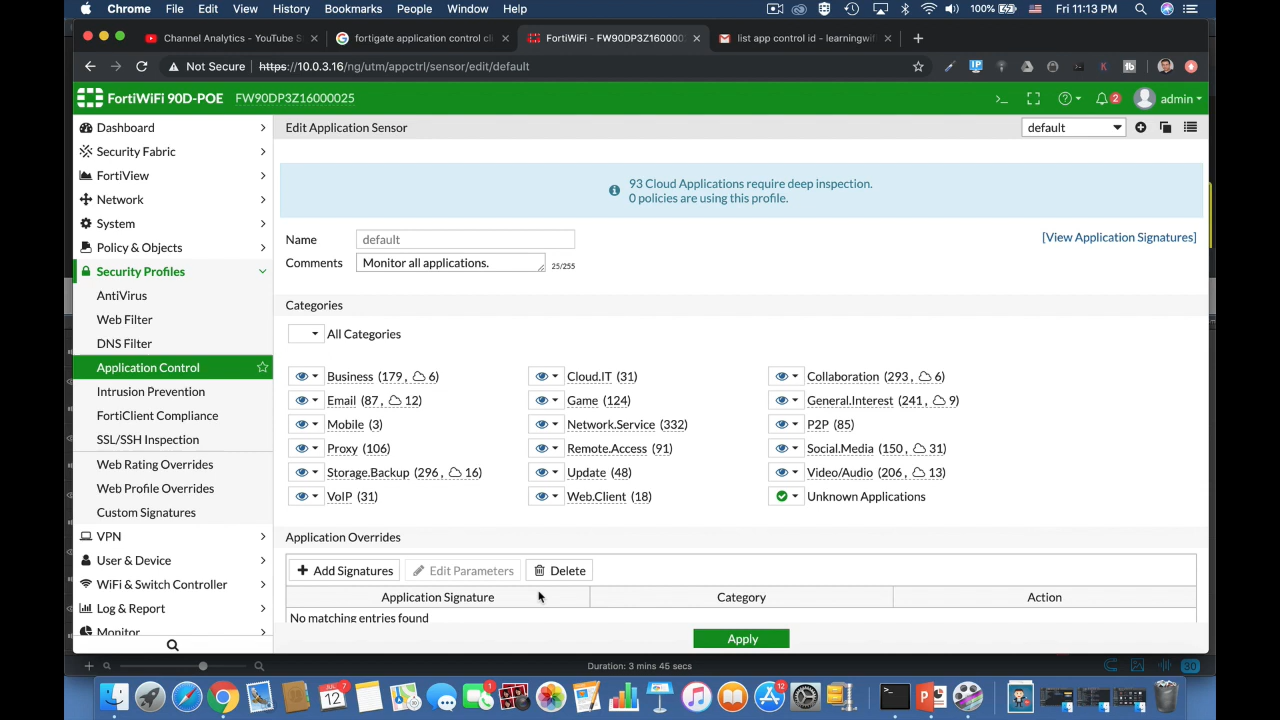 Chrome File Edit View History Bookmarks People Window Help 100% Fri 11:13 PM
Channel Analytics - YouTube S
fortigate application control cli
FortiWiFi - FW90DP3Z1600002
list app control id - learningwif
Not Secure https://10.0.3.16/ng/utm/appctrl/sensor/edit/default
FortiWiFi 90D-POE FW90DP3Z16000025 >_ 2 admin
Dashboard
Security Fabric
FortiView
Network
System
Policy & Objects
Security Profiles
AntiVirus
Web Filter
DNS Filter
Application Control
Intrusion Prevention
FortiClient Compliance
SSL/SSH Inspection
Web Rating Overrides
Web Profile Overrides
Custom Signatures
VPN
User & Device
WiFi & Switch Controller
Log & Report
Monitor
Edit Application Sensor default
93 Cloud Applications require deep inspection.
0 policies are using this profile.
Name default [View Application Signatures]
Comments Monitor all applications. 25/255
Categories
All Categories
Business (179, 6) Cloud.IT (31) Collaboration (293, 6)
Email (87, 12) Game (124) General.Interest (241, 9)
Mobile (3) Network.Service (332) P2P (85)
Proxy (106) Remote.Access (91) Social.Media (150, 31)
Storage.Backup (296, 16) Update (48) Video/Audio (206, 13)
VoIP (31) Web.Client (18) Unknown Applications
Application Overrides
Add Signatures Edit Parameters Delete
Application Signature Category Action
No matching entries found
Apply
Duration: 3 mins 45 secs 30
JUL 12 7 1 12